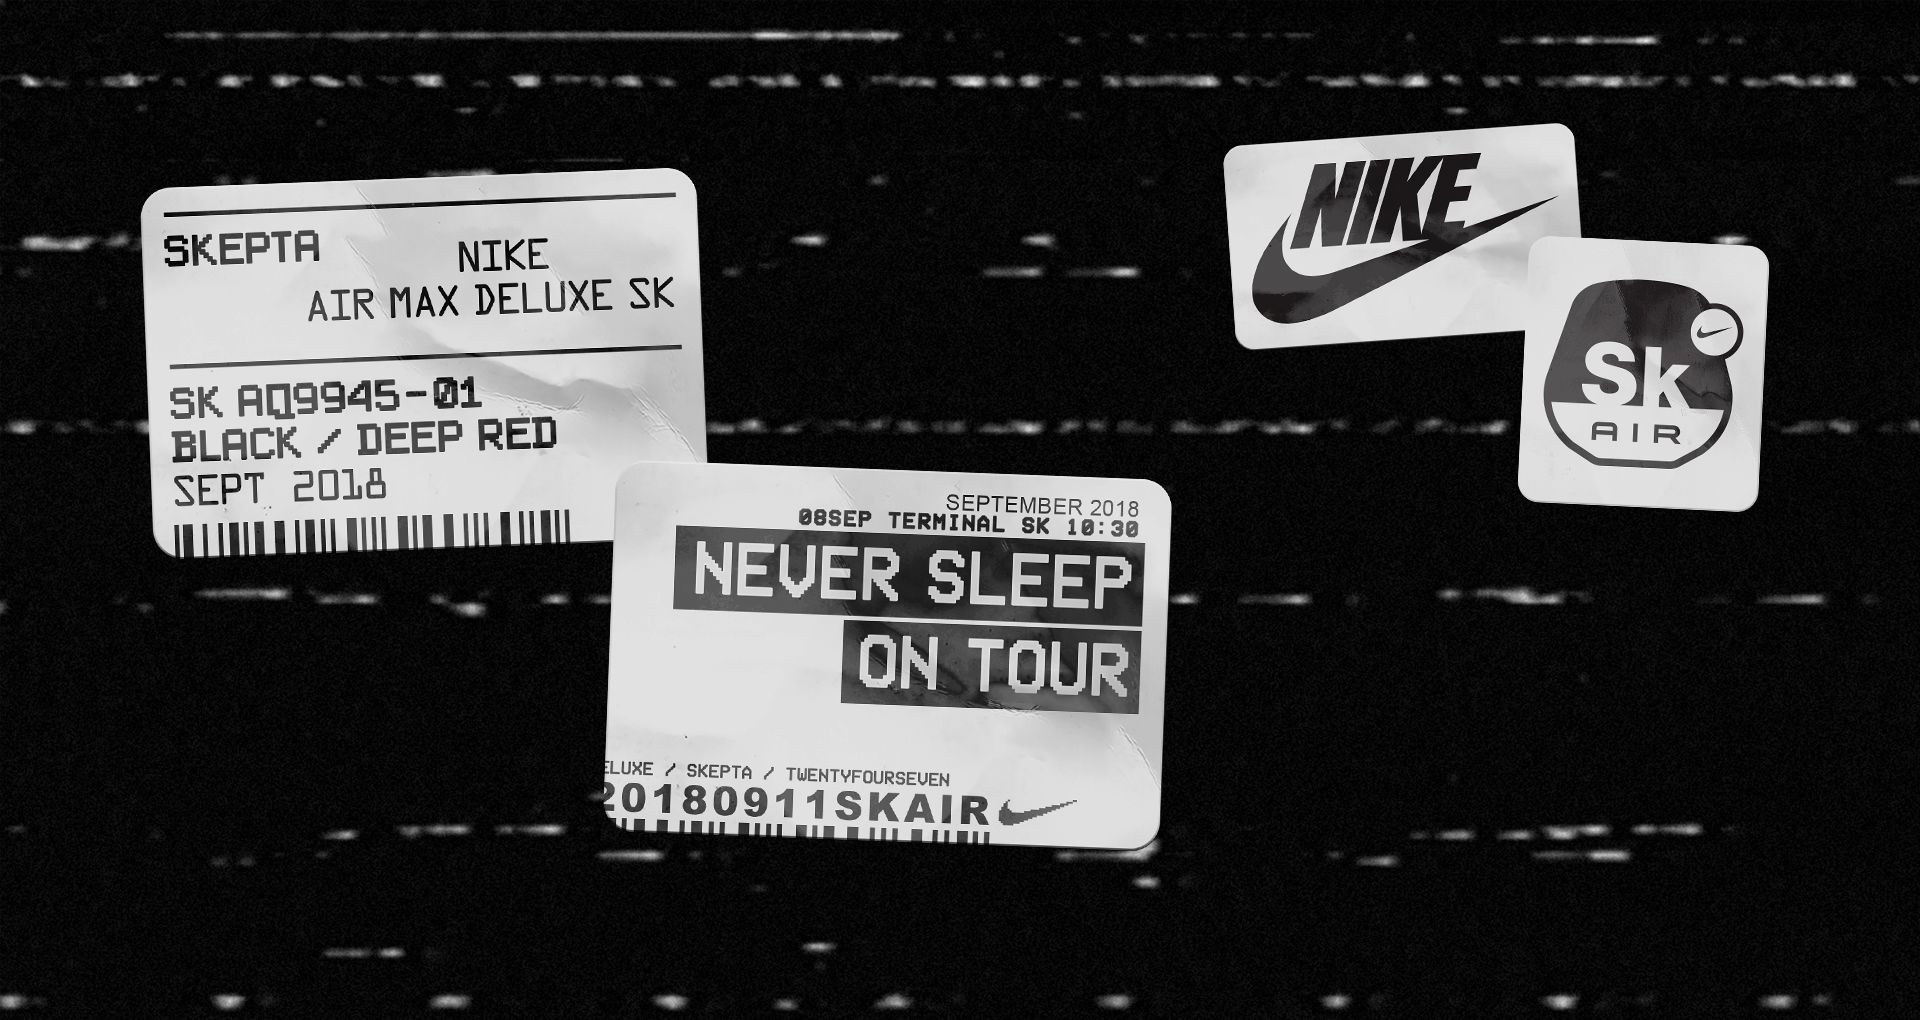 SKEPTA
NIKE
AIR MAX DELUXE SK
SK AQ9945-01
BLACK / DEEP RED
SEPT 2018
SEPTEMBER 2018
08SEP TERMINAL SK 10:30
NEVER SLEEP
ON TOUR
ELUXE / SKEPTA / TWENTYFOURSEVEN
20180911SKAIR
NIKE
Sk
AIR